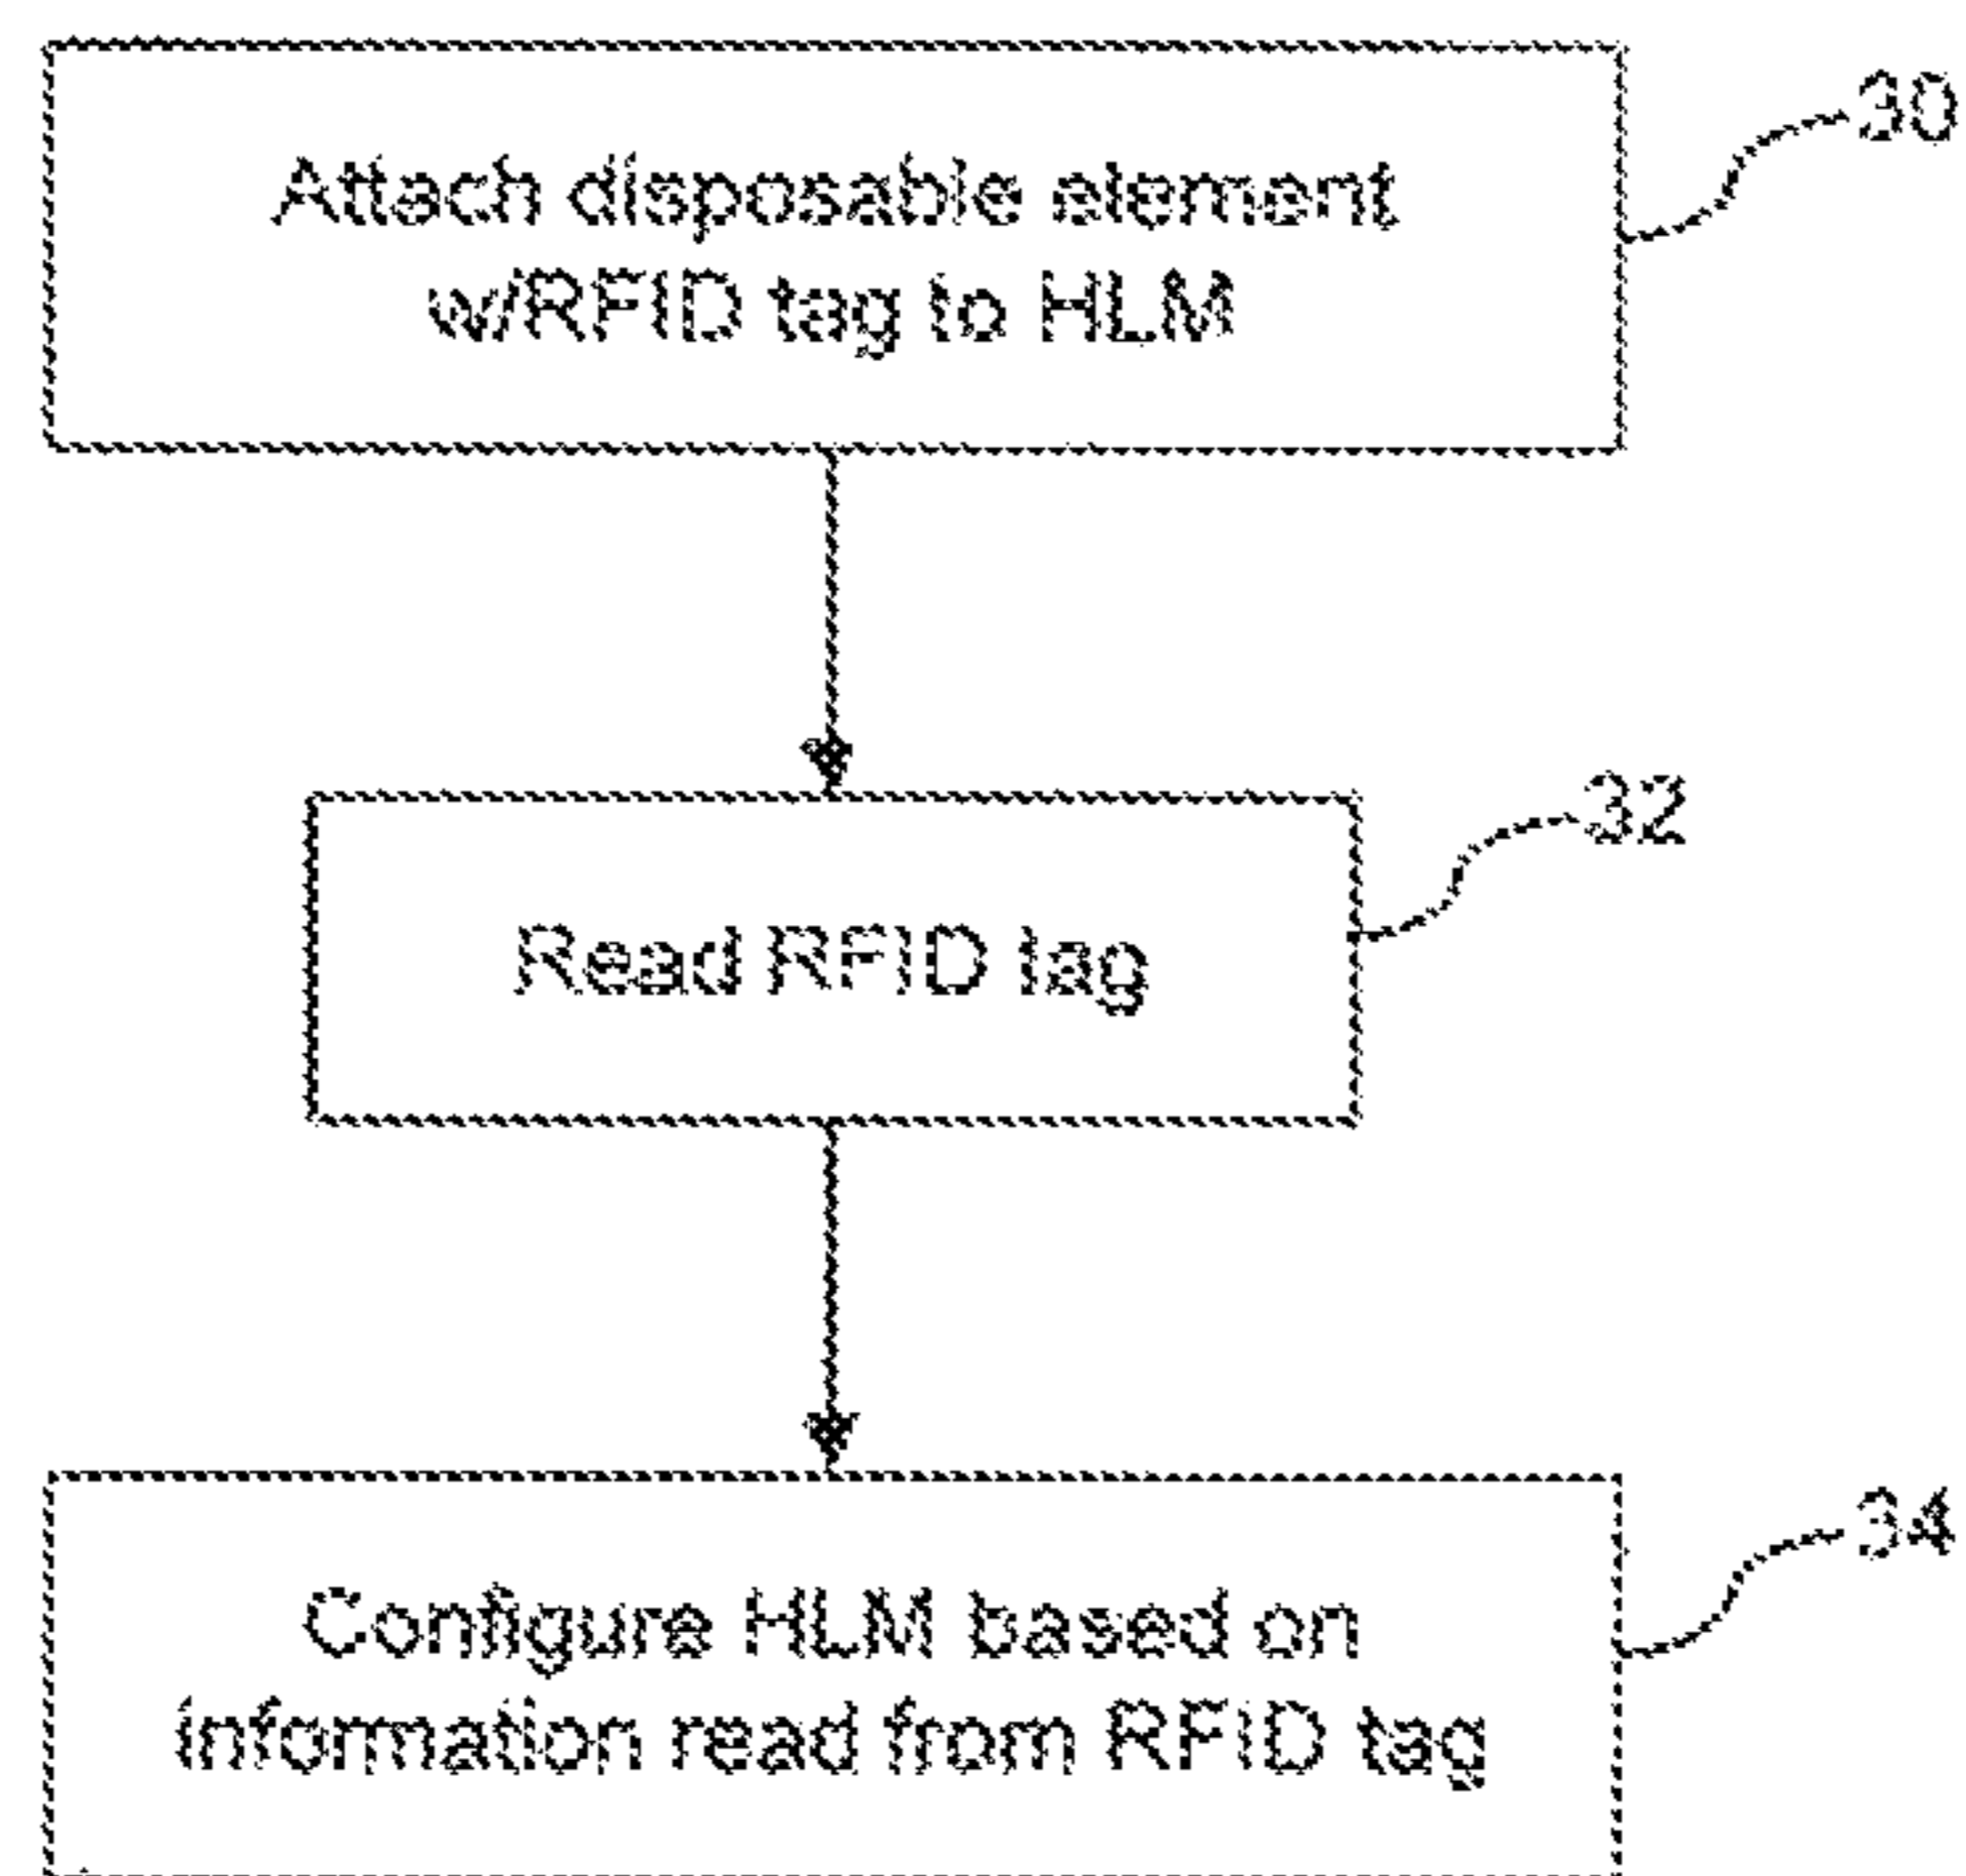 30
Attach disposable element
w/RFID tag to HLM
32
Read RFID tag
34
Configure HLM based on
information read from RFID tag